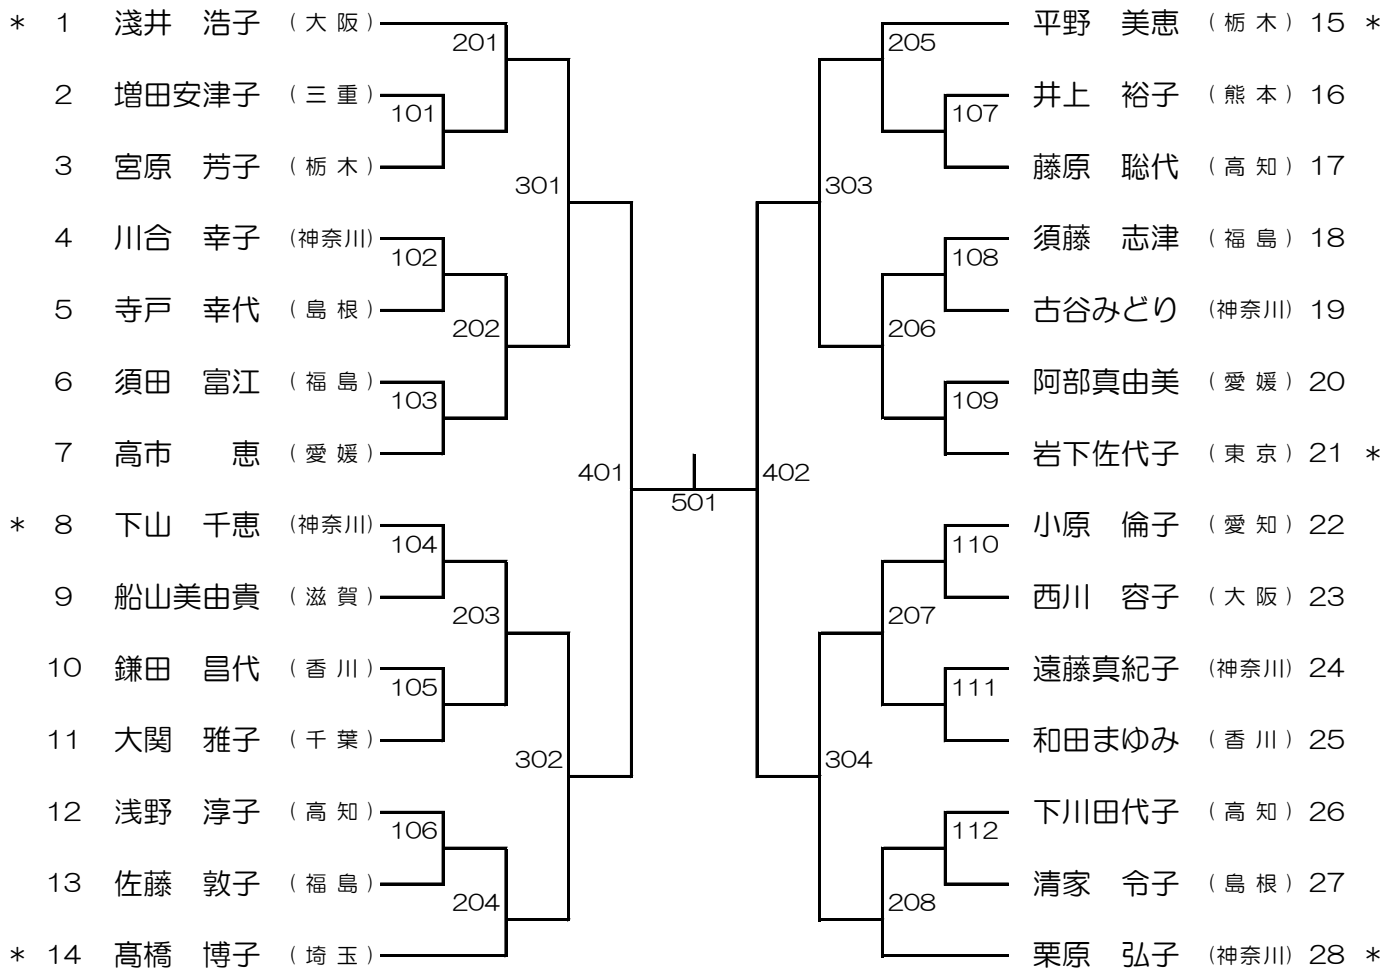 * 1 淺井 浩子 (大阪)
201
2 増田安津子 (三重)
101
3 宮原 芳子 (栃木)
301
4 川合 幸子 (神奈川)
102
5 寺戸 幸代 (島根)
202
6 須田 富江 (福島)
103
7 高市 恵 (愛媛)
401
* 8 下山 千恵 (神奈川)
104
9 船山美由貴 (滋賀)
203
10 鎌田 昌代 (香川)
105
11 大関 雅子 (千葉)
302
12 浅野 淳子 (高知)
106
13 佐藤 敦子 (福島)
204
* 14 髙橋 博子 (埼玉)
501
平野 美恵 (栃木) 15 *
205
井上 裕子 (熊本) 16
107
藤原 聡代 (高知) 17
303
須藤 志津 (福島) 18
108
古谷みどり (神奈川) 19
206
阿部真由美 (愛媛) 20
109
岩下佐代子 (東京) 21 *
402
小原 倫子 (愛知) 22
110
西川 容子 (大阪) 23
207
遠藤真紀子 (神奈川) 24
111
和田まゆみ (香川) 25
304
下川田代子 (高知) 26
112
清家 令子 (島根) 27
208
栗原 弘子 (神奈川) 28 *